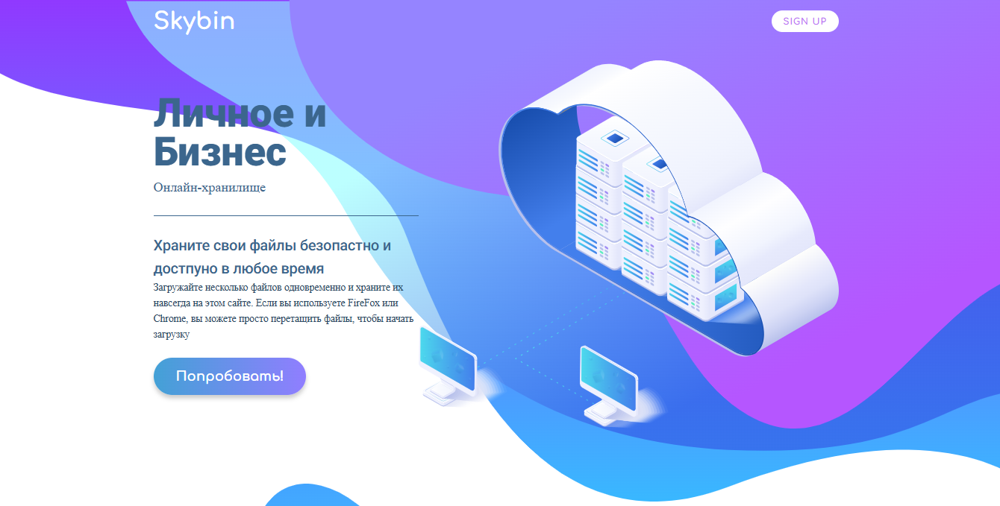 Skybin
SIGN UP
Личное и
Бизнес
Онлайн-хранилище
Храните свои файлы безопастно и
достпуно в любое время
Загружайте несколько файлов одновременно и храните их
навсегда на этом сайте. Если вы используете FireFox или
Chrome, вы можете просто перетащить файлы, чтобы начать
загрузку
Попробовать!